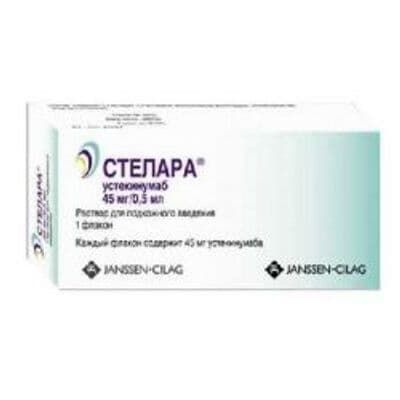 СТЕЛАРА®
устекинумаб
45 мг/0,5 мл
Раствор для подкожного введения
1 флакон
Каждый флакон содержит 45 мг устекинумаба
JANSSEN-CILAG
JANSSEN-CILAG